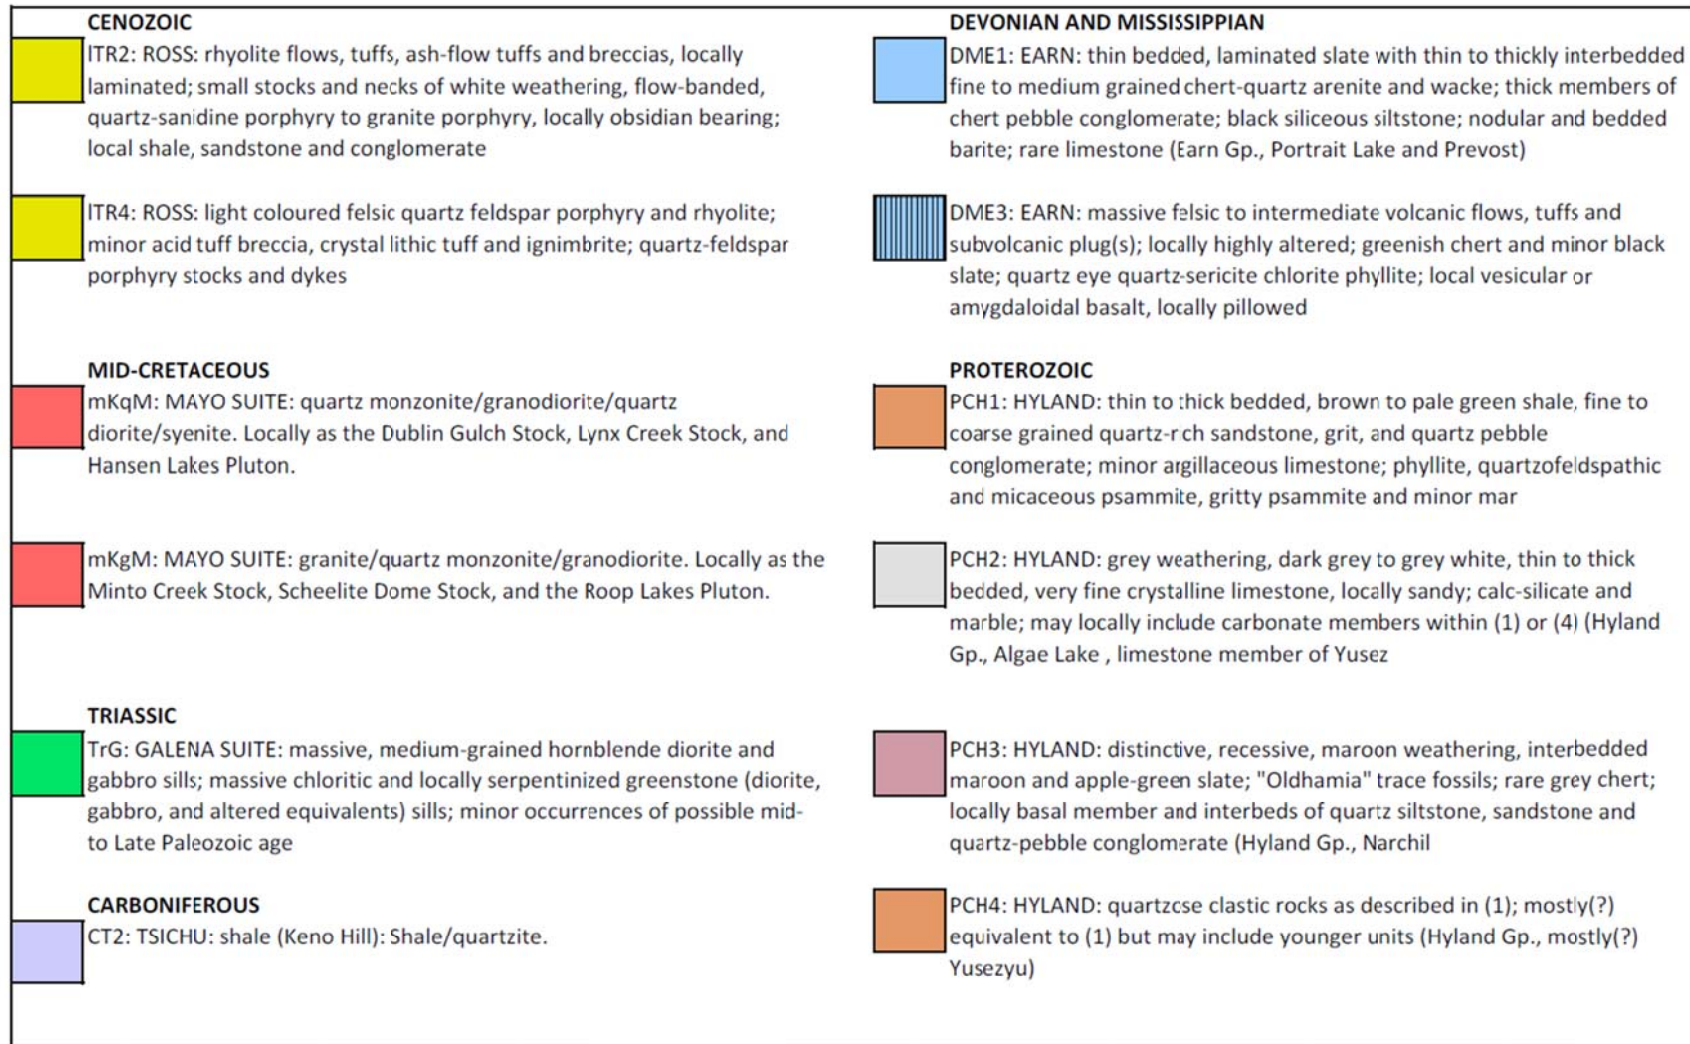 CENOZOIC
lTR2: ROSS: rhyolite flows, tuffs, ash-flow tuffs and breccias, locally
laminated; small stocks and necks of white weathering, flow-banded,
quartz-sanidine porphyry to granite porphyry, locally obsidian bearing;
local shale, sandstone and conglomerate
lTR4: ROSS: light coloured felsic quartz feldspar porphyry and rhyolite;
minor acid tuff breccia, crystal lithic tuff and ignimbrite; quartz-feldspar
porphyry stocks and dykes
MID-CRETACEOUS
mKqM: MAYO SUITE: quartz monzonite/granodiorite/quartz
diorite/syenite. Locally as the Dublin Gulch Stock, Lynx Creek Stock, and
Hansen Lakes Pluton.
mKgM: MAYO SUITE: granite/quartz monzonite/granodiorite. Locally as the
Minto Creek Stock, Scheelite Dome Stock, and the Roop Lakes Pluton.
TRIASSIC
TrG: GALENA SUITE: massive, medium-grained hornblende diorite and
gabbro sills; massive chloritic and locally serpentinized greenstone (diorite,
gabbro, and altered equivalents) sills; minor occurrences of possible mid-
to Late Paleozoic age
CARBONIFEROUS
CT2: TSICHU: shale (Keno Hill): Shale/quartzite.
DEVONIAN AND MISSISSIPPIAN
DME1: EARN: thin bedded, laminated slate with thin to thickly interbedded
fine to medium grained chert-quartz arenite and wacke; thick members of
chert pebble conglomerate; black siliceous siltstone; nodular and bedded
barite; rare limestone (Earn Gp., Portrait Lake and Prevost)
DME3: EARN: massive felsic to intermediate volcanic flows, tuffs and
subvolcanic plug(s); locally highly altered; greenish chert and minor black
slate; quartz eye quartz-sericite chlorite phyllite; local vesicular or
amygdaloidal basalt, locally pillowed
PROTEROZOIC
PCH1: HYLAND: thin to thick bedded, brown to pale green shale, fine to
coarse grained quartz-rich sandstone, grit, and quartz pebble
conglomerate; minor argillaceous limestone; phyllite, quartzofeldspathic
and micaceous psammite, gritty psammite and minor mar
PCH2: HYLAND: grey weathering, dark grey to grey white, thin to thick
bedded, very fine crystalline limestone, locally sandy; calc-silicate and
marble; may locally include carbonate members within (1) or (4) (Hyland
Gp., Algae Lake , limestone member of Yusez
PCH3: HYLAND: distinctive, recessive, maroon weathering, interbedded
maroon and apple-green slate; "Oldhamia" trace fossils; rare grey chert;
locally basal member and interbeds of quartz siltstone, sandstone and
quartz-pebble conglomerate (Hyland Gp., Narchil
PCH4: HYLAND: quartzose clastic rocks as described in (1); mostly(?)
equivalent to (1) but may include younger units (Hyland Gp., mostly(?)
Yusezyu)